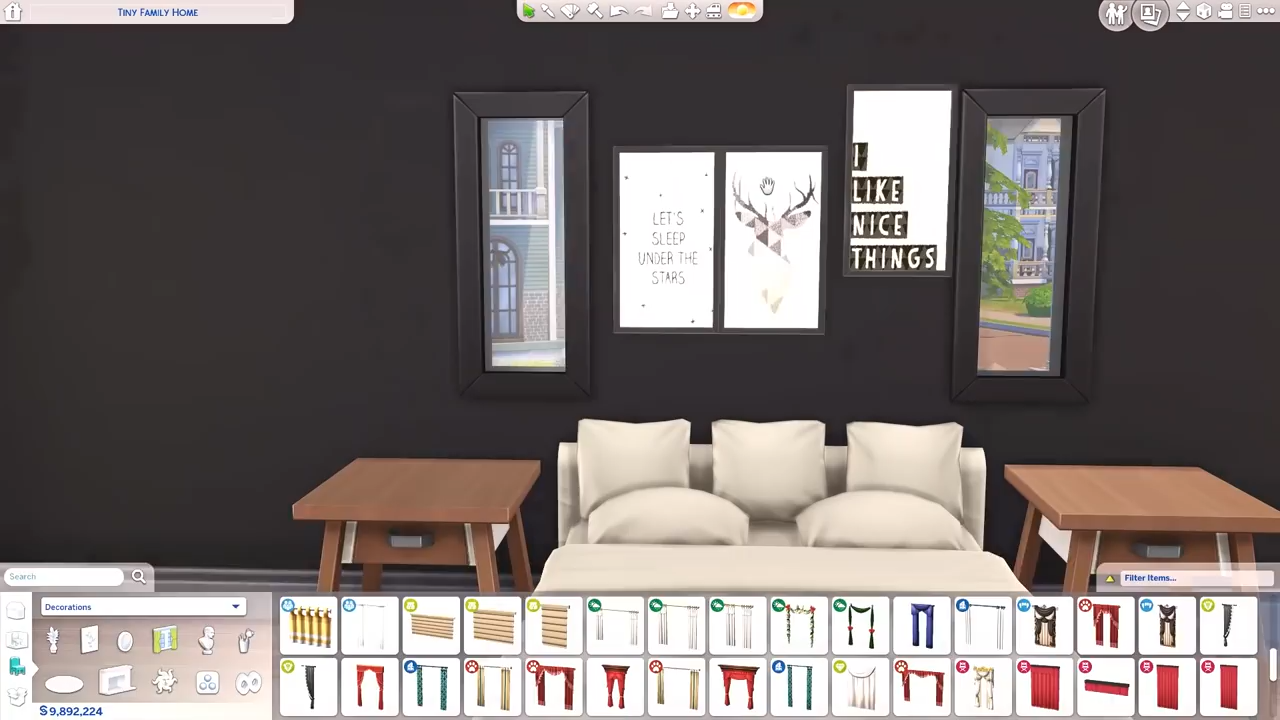 Tiny Family Home
LET'S
SLEEP
UNDER THE
STARS
I
LIKE
NICE
THINGS
Search
Filter Items...
Decorations
§9,892,224